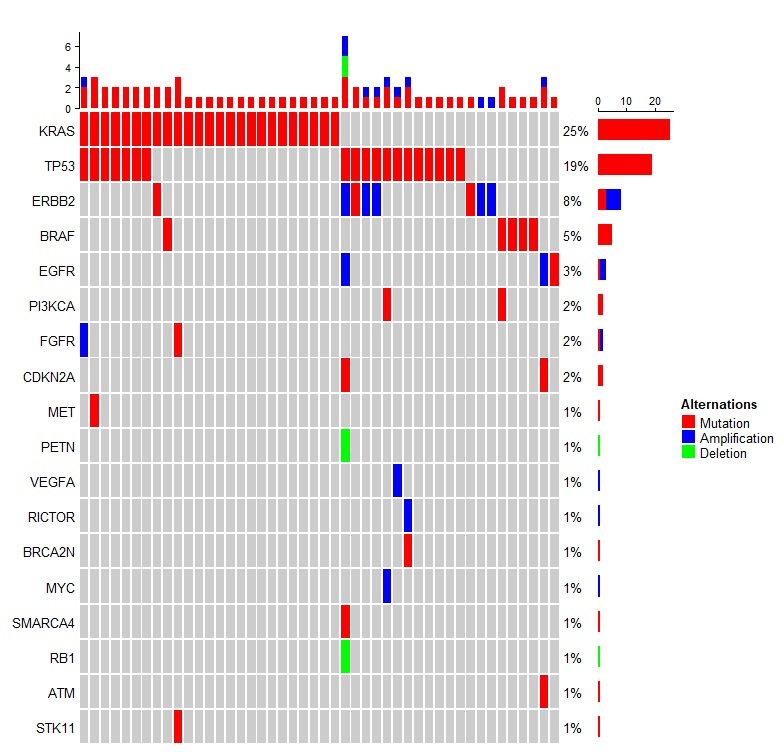 6
4
2
0
0 10 20
KRAS 25%
TP53 19%
ERBB2 8%
BRAF 5%
EGFR 3%
PI3KCA 2%
FGFR 2%
CDKN2A 2%
MET 1%
Alternations
Mutation
Amplification
Deletion
PETN 1%
VEGFA 1%
RICTOR 1%
BRCA2N 1%
MYC 1%
SMARCA4 1%
RB1 1%
ATM 1%
STK11 1%